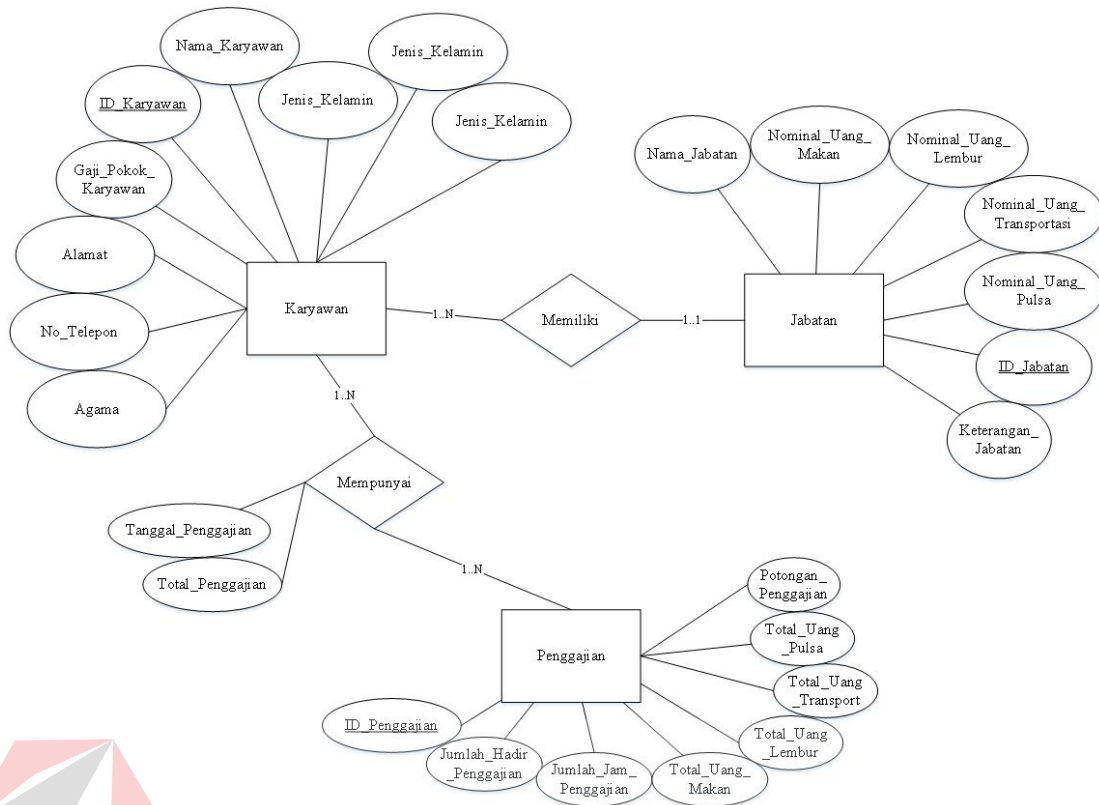 Nama_Karyawan
Jenis_Kelamin
ID_Karyawan
Jenis_Kelamin
Jenis_Kelamin
Gaji_Pokok_
Karyawan
Alamat
No_Telepon
Agama
Karyawan
1..N
Memiliki
1..1
Jabatan
Nama_Jabatan
Nominal_Uang_
Makan
Nominal_Uang_
Lembur
Nominal_Uang_
Transportasi
Nominal_Uang_
Pulsa
ID_Jabatan
Keterangan_
Jabatan
1..N
Mempunyai
Tanggal_Penggajian
Total_Penggajian
1..N
Penggajian
Potongan_
Penggajian
Total_Uang
_Pulsa
Total_Uang
_Transport
Total_Uang
_Lembur
ID_Penggajian
Jumlah_Hadir
_Penggajian
Jumlah_Jam_
Penggajian
Total_Uang_
Makan